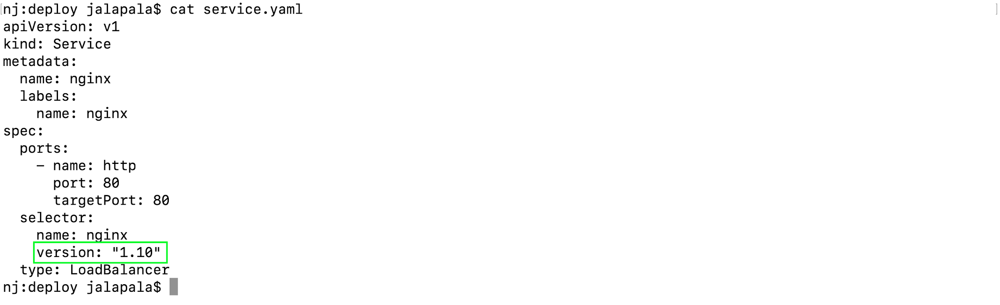 nj:deploy jalapala$ cat service.yaml
apiVersion: v1
kind: Service
metadata:
  name: nginx
  labels:
    name: nginx
spec:
  ports:
    - name: http
      port: 80
      targetPort: 80
  selector:
    name: nginx
    version: "1.10"
  type: LoadBalancer
nj:deploy jalapala$